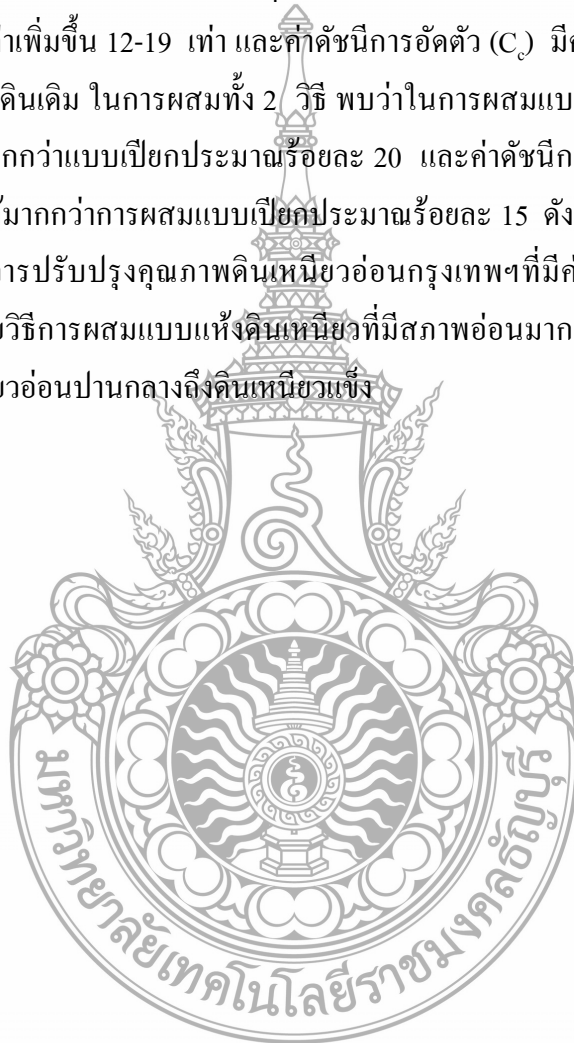 าเพิ่มขึ้น 12-19 เท่า และค่าดัชนีการอัดตัว (Cc) มีค
ดินเดิม ในการผสมทั้ง 2 วิธี พบว่าในการผสมแบ
กกว่าแบบเปียกประมาณร้อยละ 20 และค่าดัชนีก
้มากกว่าการผสมแบบเปียกประมาณร้อยละ 15 ดัง
การปรับปรุงคุณภาพดินเหนียวอ่อนกรุงเทพฯที่มีค่
ยวิธีการผสมแบบแห้งดินเหนียวที่มีสภาพอ่อนมาก
ยวอ่อนปานกลางถึงดินเหนียวแข็ง
มหาวิทยาลัยเทคโนโลยีราชมงคลธัญบุรี